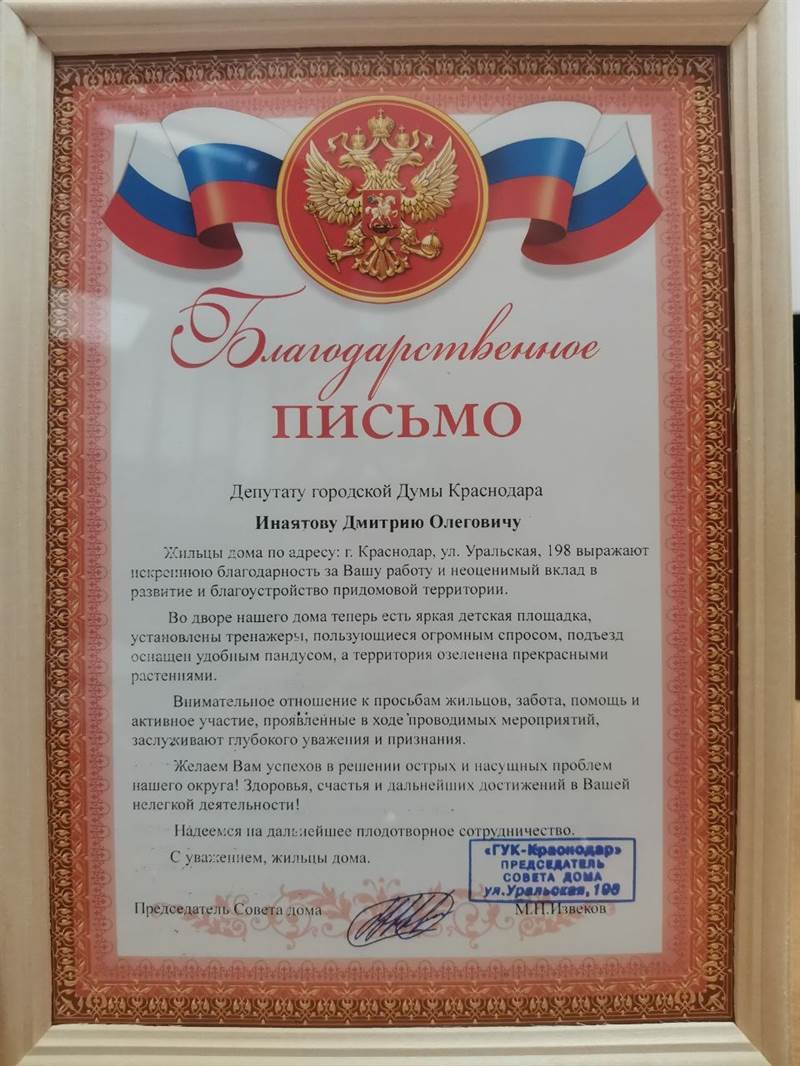 Благодарственное
ПИСЬМО
Депутату городской Думы Краснодара
Инаятову Дмитрию Олеговичу
Жильцы дома по адресу: г. Краснодар, ул. Уральская, 198 выражают
искреннюю благодарность за Вашу работу и неоценимый вклад в
развитие и благоустройство придомовой территории.
Во дворе нашего дома теперь есть яркая детская площадка,
установлены тренажеры, пользующиеся огромным спросом, подъезд
оснащен удобным пандусом, а территория озеленена прекрасными
растениями.
Внимательное отношение к просьбам жильцов, забота, помощь и
активное участие, проявленные в ходе проводимых мероприятий,
заслуживают глубокого уважения и признания.
Желаем Вам успехов в решении острых и насущных проблем
нашего округа! Здоровья, счастья и дальнейших достижений в Вашей
нелегкой деятельности!
Надеемся на дальнейшее плодотворное сотрудничество.
С уважением, жильцы дома.
«ГУК-Краснодар»
ПРЕДСЕДАТЕЛЬ
СОВЕТА ДОМА
ул.Уральская, 198
Председатель Совета дома М.П.Извеков